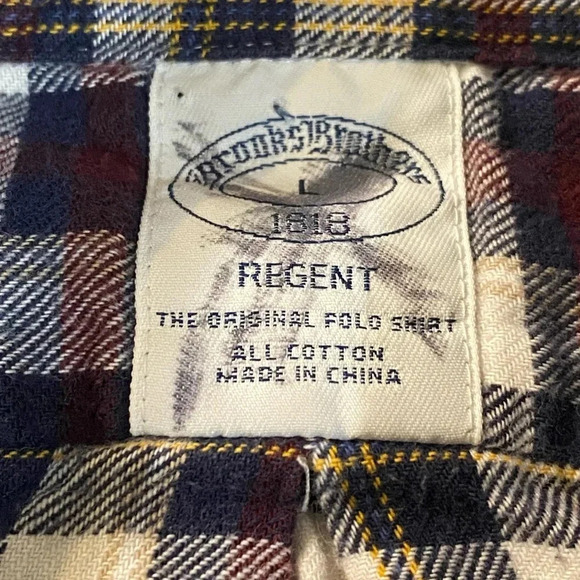 Brooks Brothers
L
1818
REGENT
THE ORIGINAL POLO SHIRT
ALL COTTON
MADE IN CHINA